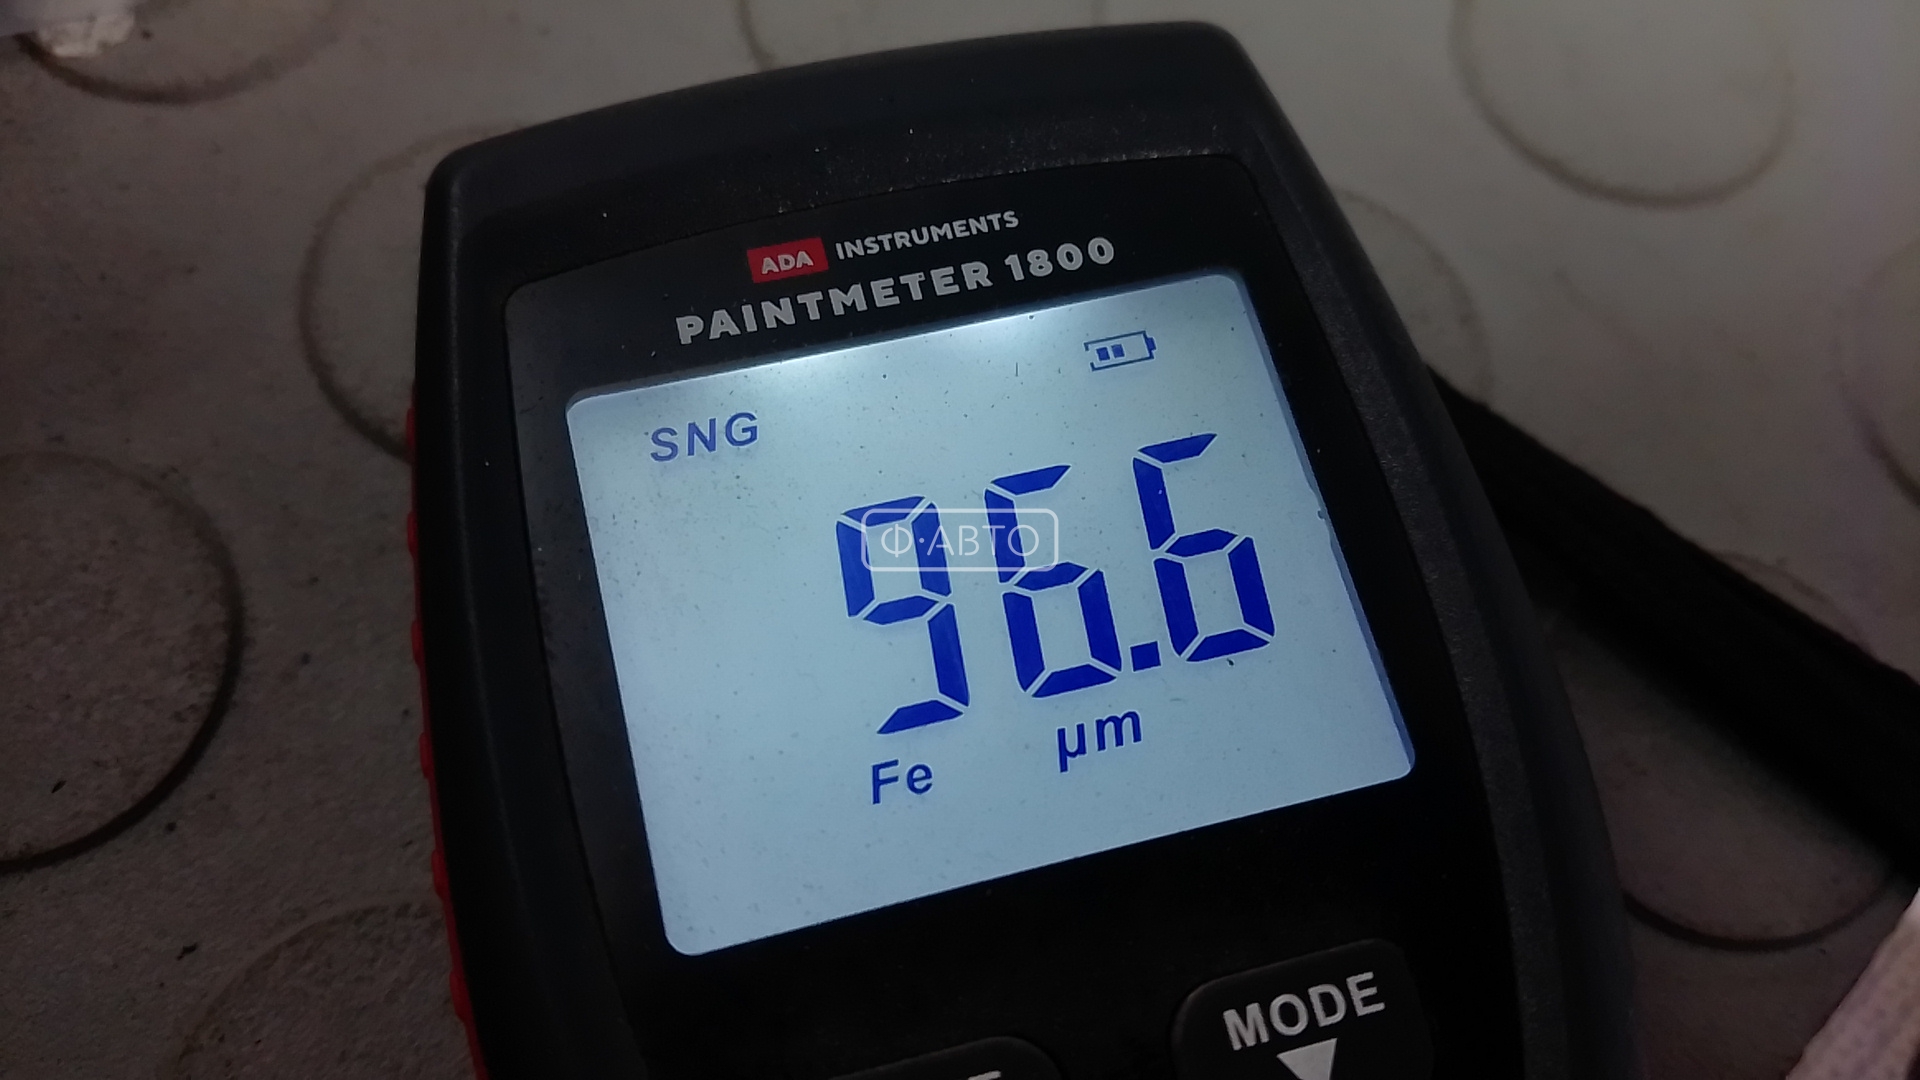 ADA INSTRUMENTS
PAINTMETER 1800
SNG
96.6
Ф·АВТО
Fe µm
MODE